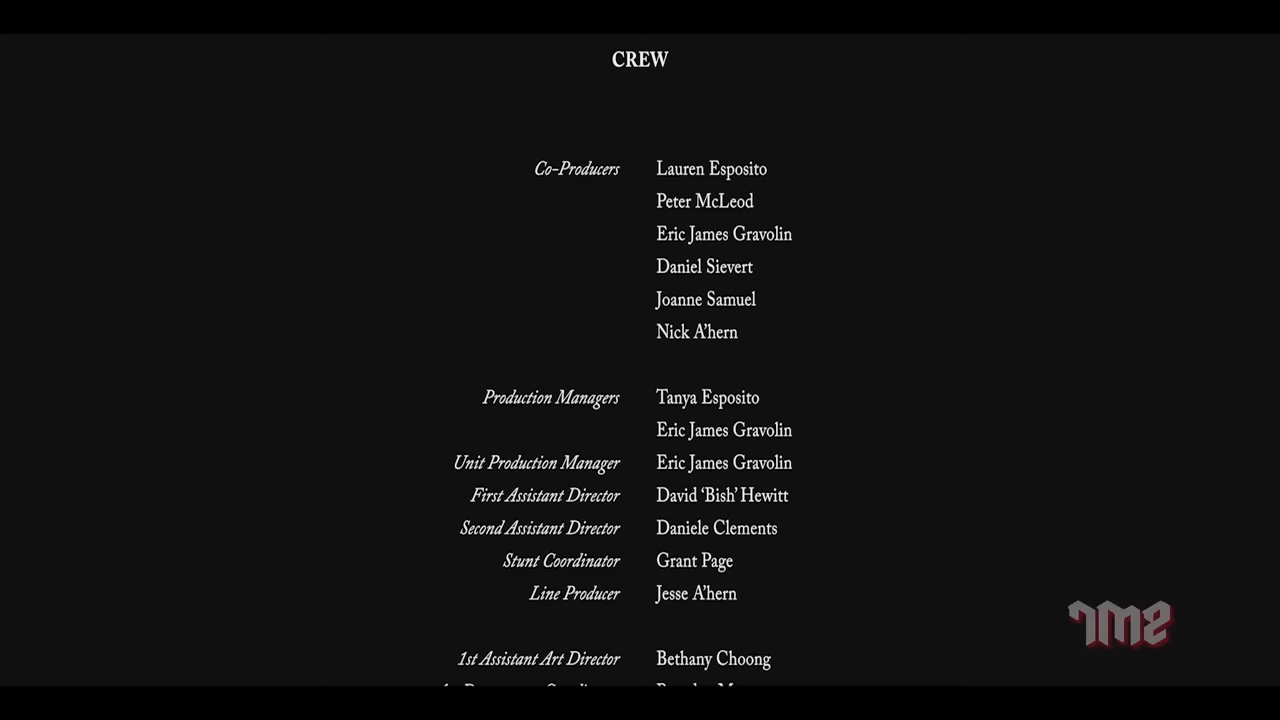 CREW
Co-Producers Lauren Esposito
Peter McLeod
Eric James Gravolin
Daniel Sievert
Joanne Samuel
Nick A’hern
Production Managers Tanya Esposito
Eric James Gravolin
Unit Production Manager Eric James Gravolin
First Assistant Director David ‘Bish’ Hewitt
Second Assistant Director Daniele Clements
Stunt Coordinator Grant Page
Line Producer Jesse A’hern
1st Assistant Art Director Bethany Choong